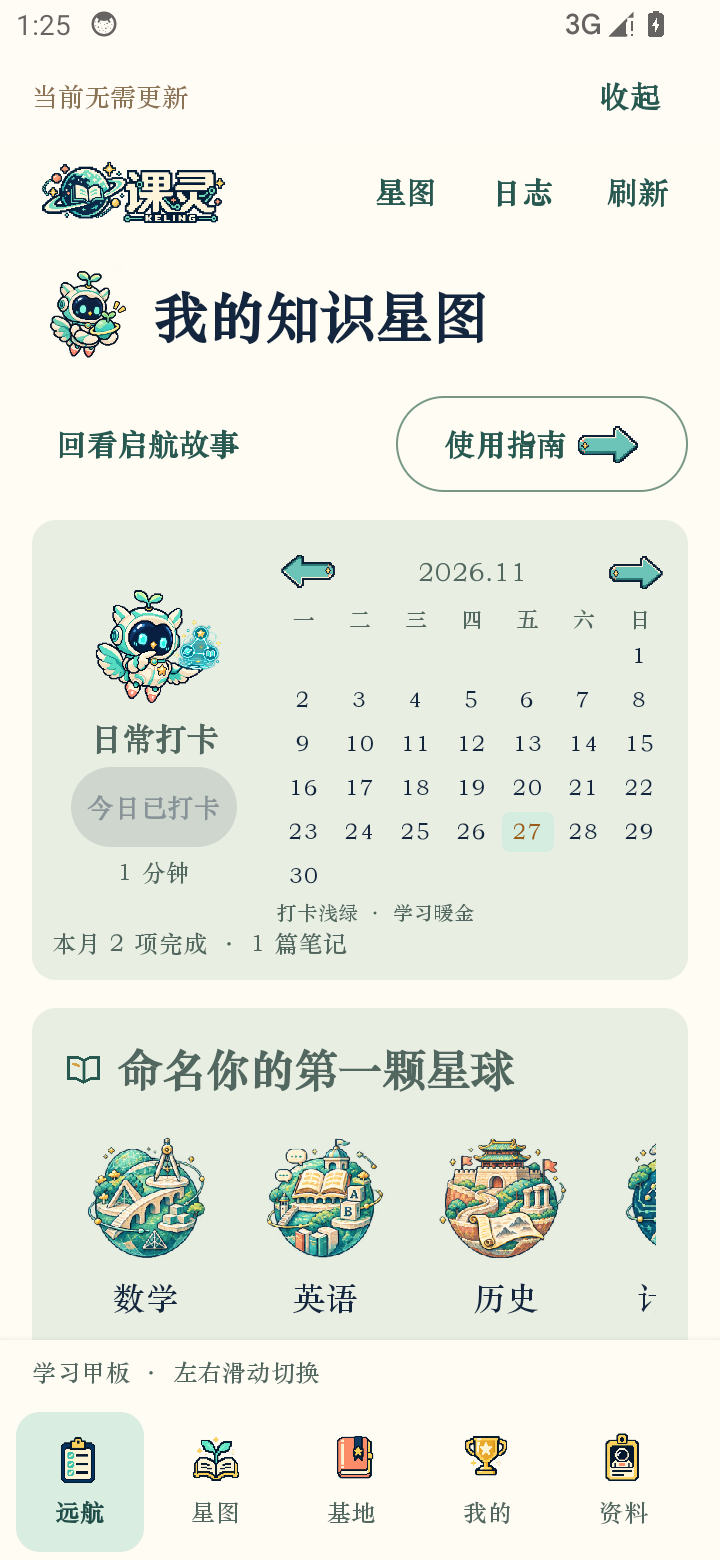 1:25 3G
当前无需更新 收起
课灵 KELING 星图 日志 刷新
我的知识星图
回看启航故事 使用指南
2026.11
一 二 三 四 五 六 日
1
2 3 4 5 6 7 8
9 10 11 12 13 14 15
16 17 18 19 20 21 22
23 24 25 26 27 28 29
30
打卡浅绿 · 学习暖金
日常打卡
今日已打卡
1 分钟
本月 2 项完成 · 1 篇笔记
命名你的第一颗星球
A
B
数学 英语 历史
学习甲板 · 左右滑动切换
远航 星图 基地 我的 资料